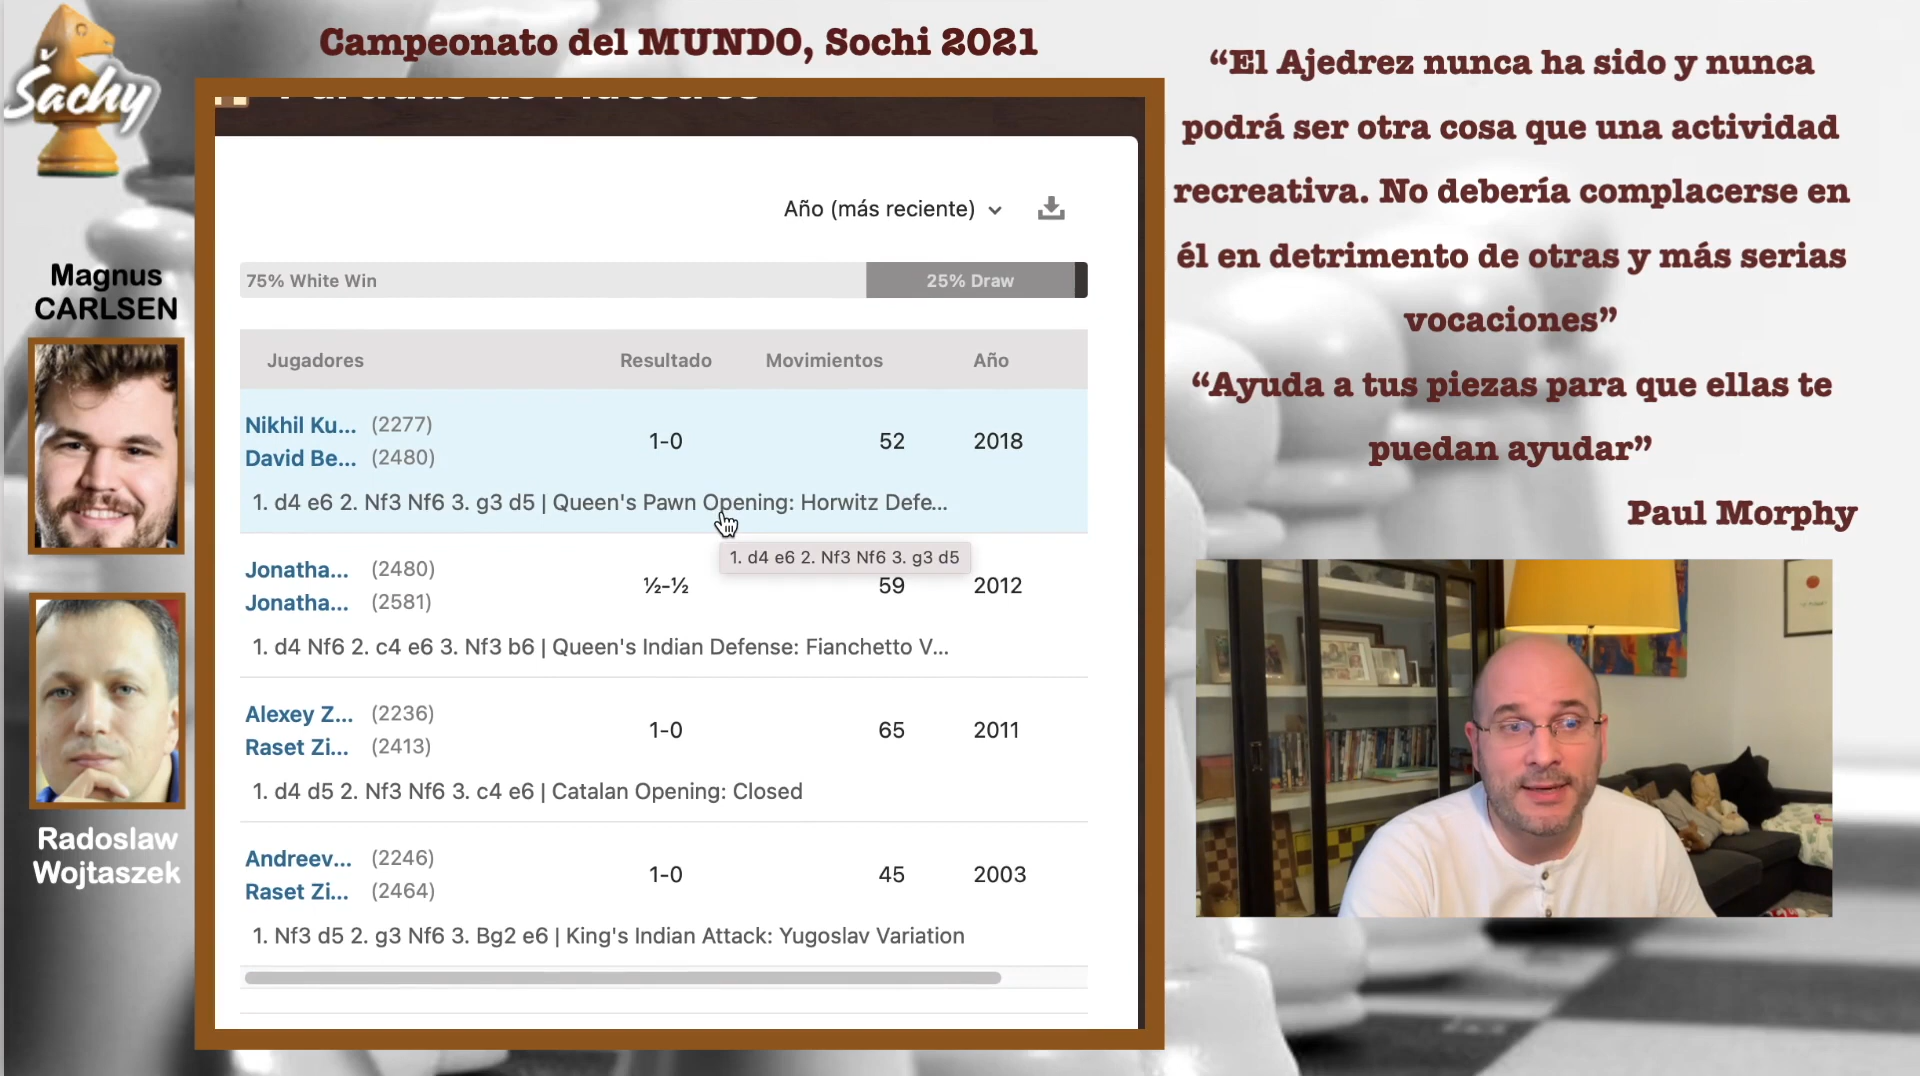 Šachy
Campeonato del MUNDO, Sochi 2021
Magnus
CARLSEN
Radoslaw
Wojtaszek
Partidas de Maestros
Año (más reciente)
75% White Win
25% Draw
Jugadores Resultado Movimientos Año
Nikhil Ku... (2277)
David Be... (2480)
1-0 52 2018
1. d4 e6 2. Nf3 Nf6 3. g3 d5 | Queen's Pawn Opening: Horwitz Defe...
1. d4 e6 2. Nf3 Nf6 3. g3 d5
Jonatha... (2480)
Jonatha... (2581)
½-½ 59 2012
1. d4 Nf6 2. c4 e6 3. Nf3 b6 | Queen's Indian Defense: Fianchetto V...
Alexey Z... (2236)
Raset Zi... (2413)
1-0 65 2011
1. d4 d5 2. Nf3 Nf6 3. c4 e6 | Catalan Opening: Closed
Andreev... (2246)
Raset Zi... (2464)
1-0 45 2003
1. Nf3 d5 2. g3 Nf6 3. Bg2 e6 | King's Indian Attack: Yugoslav Variation
“El Ajedrez nunca ha sido y nunca
podrá ser otra cosa que una actividad
recreativa. No debería complacerse en
él en detrimento de otras y más serias
vocaciones”
“Ayuda a tus piezas para que ellas te
puedan ayudar”
Paul Morphy